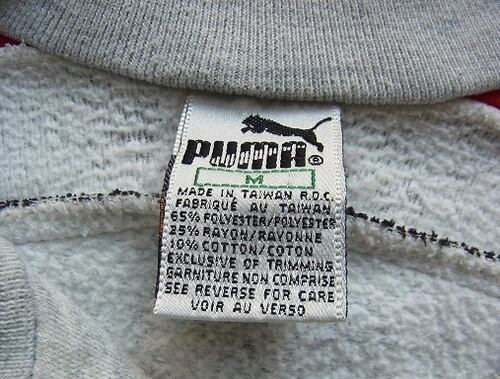 PUMA®
M
MADE IN TAIWAN R.O.C.
FABRIQUÉ AU TAIWAN
65% POLYESTER/POLYESTER
25% RAYON/RAYONNE
10% COTTON/COTON
EXCLUSIVE OF TRIMMING
GARNITURE NON COMPRISE
SEE REVERSE FOR CARE
VOIR AU VERSO